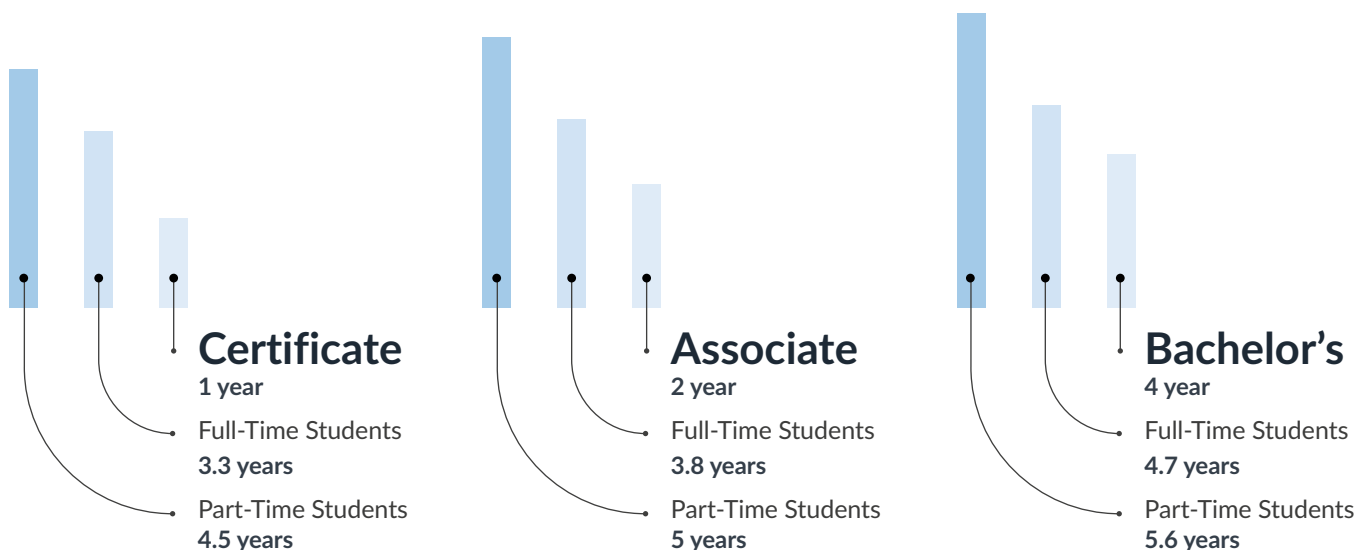 Certificate
1 year
Full-Time Students
3.3 years
Part-Time Students
4.5 years
Associate
2 year
Full-Time Students
3.8 years
Part-Time Students
5 years
Bachelor’s
4 year
Full-Time Students
4.7 years
Part-Time Students
5.6 years